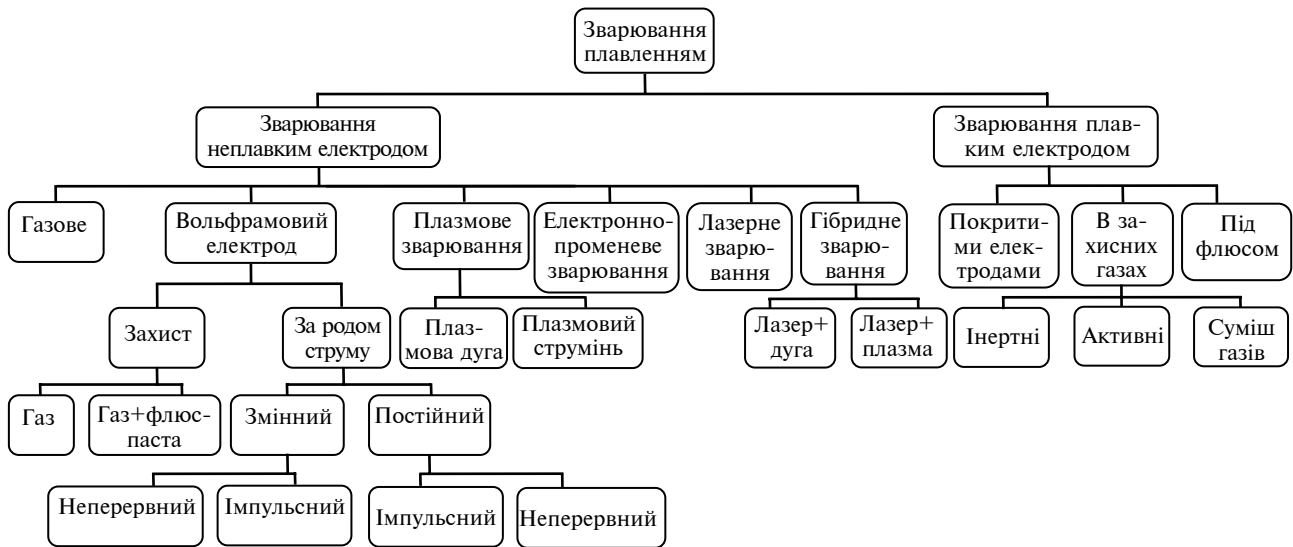 Зварювання
плавленням
Зварювання
неплавким електродом
Зварювання плав-
ким електродом
Газове
Вольфрамовий
електрод
Плазмове
зварювання
Електронно-
променеве
зварювання
Лазерне
зварю-
вання
Гібридне
зварю-
вання
Покрити-
ми елек-
тродами
В за-
хисних
газах
Під
флюсом
Захист
За родом
струму
Плаз-
мова дуга
Плазмовий
струмінь
Лазер+
дуга
Лазер+
плазма
Інертні
Активні
Суміш
газів
Газ
Газ+флюс-
паста
Змінний
Постійний
Неперервний
Імпульсний
Імпульсний
Неперервний